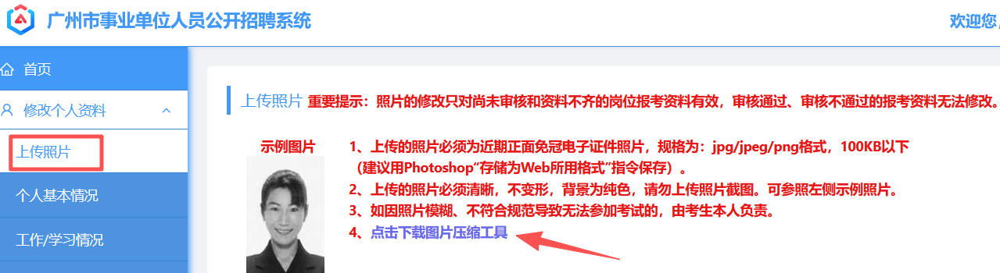 广州市事业单位人员公开招聘系统
欢迎您,
首页
修改个人资料
上传照片
个人基本情况
工作/学习情况
上传照片 重要提示：照片的修改只对尚未审核和资料不齐的岗位报考资料有效，审核通过、审核不通过的报考资料无法修改。
示例图片
1、上传的照片必须为近期正面免冠电子证件照片，规格为：jpg/jpeg/png格式，100KB以下
（建议用Photoshop“存储为Web所用格式”指令保存）。
2、上传的照片必须清晰，不变形，背景为纯色，请勿上传照片截图。可参照左侧示例照片。
3、如因照片模糊、不符合规范导致无法参加考试的，由考生本人负责。
4、点击下载图片压缩工具